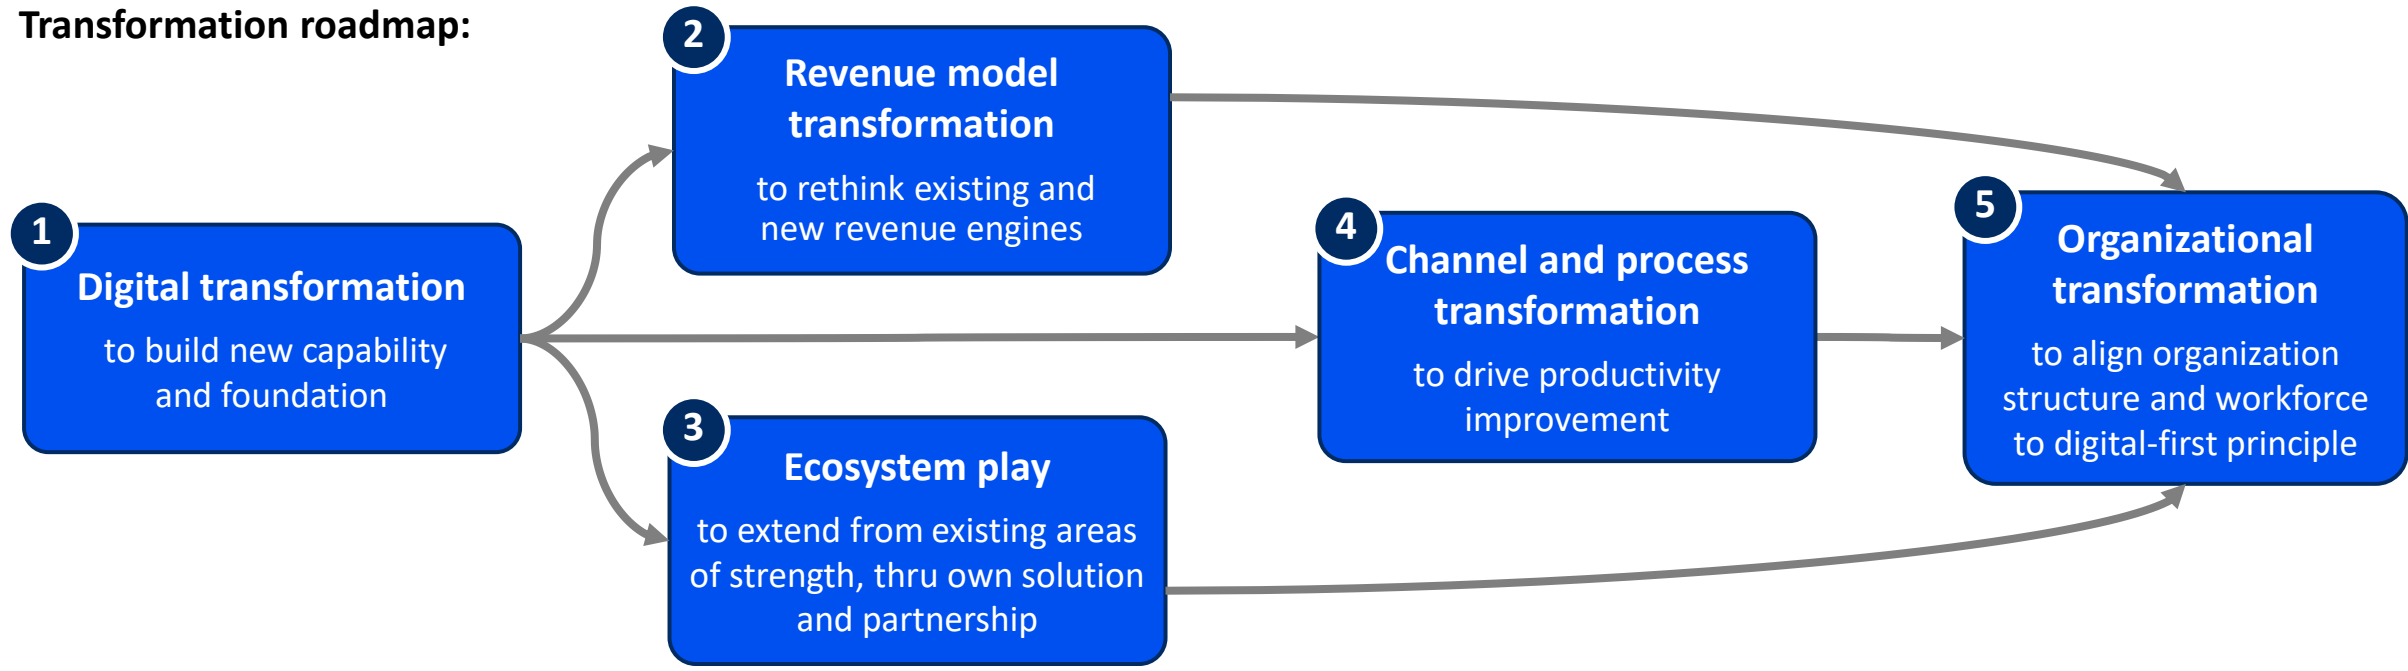 Transformation roadmap:
1
Digital transformation
to build new capability
and foundation
2
Revenue model
transformation
to rethink existing and
new revenue engines
3
Ecosystem play
to extend from existing areas
of strength, thru own solution
and partnership
4
Channel and process
transformation
to drive productivity
improvement
5
Organizational
transformation
to align organization
structure and workforce
to digital-first principle